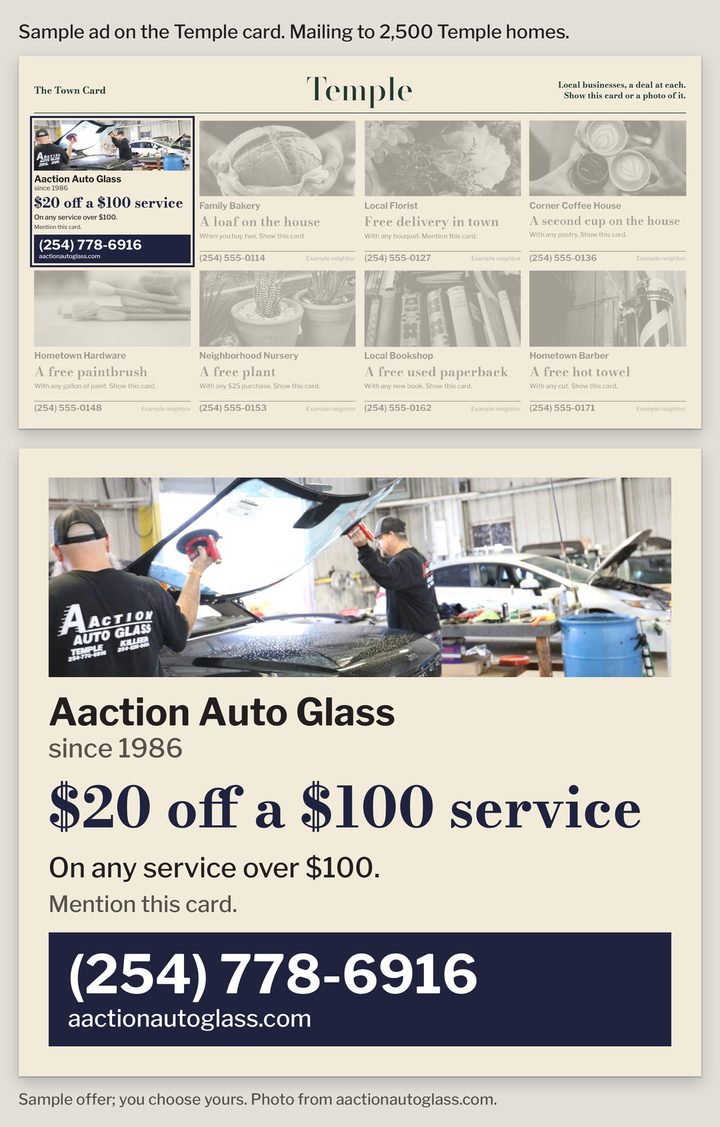 Sample ad on the Temple card. Mailing to 2,500 Temple homes.
The Town Card
Temple
Local businesses, a deal at each.
Show this card or a photo of it.
AACTION
AUTO GLASS
Aaction Auto Glass
since 1986
$20 off a $100 service
On any service over $100.
Mention this card.
(254) 778-6916
aactionautoglass.com
Family Bakery
A loaf on the house
When you buy two. Show this card.
(254) 555-0114
Example neighbor
Local Florist
Free delivery in town
With any bouquet. Mention this card.
(254) 555-0127
Example neighbor
Corner Coffee House
A second cup on the house
With any pastry. Show this card.
(254) 555-0136
Example neighbor
Hometown Hardware
A free paintbrush
With any gallon of paint. Show this card.
(254) 555-0148
Example neighbor
Neighborhood Nursery
A free plant
With any $25 purchase. Show this card.
(254) 555-0153
Example neighbor
Local Bookshop
A free used paperback
With any new book. Show this card.
(254) 555-0162
Example neighbor
Hometown Barber
A free hot towel
With any cut. Show this card.
(254) 555-0171
Example neighbor
AACTION
AUTO GLASS
TEMPLE KILLEEN
254-778-6916
Aaction Auto Glass
since 1986
$20 off a $100 service
On any service over $100.
Mention this card.
(254) 778-6916
aactionautoglass.com
Sample offer; you choose yours. Photo from aactionautoglass.com.